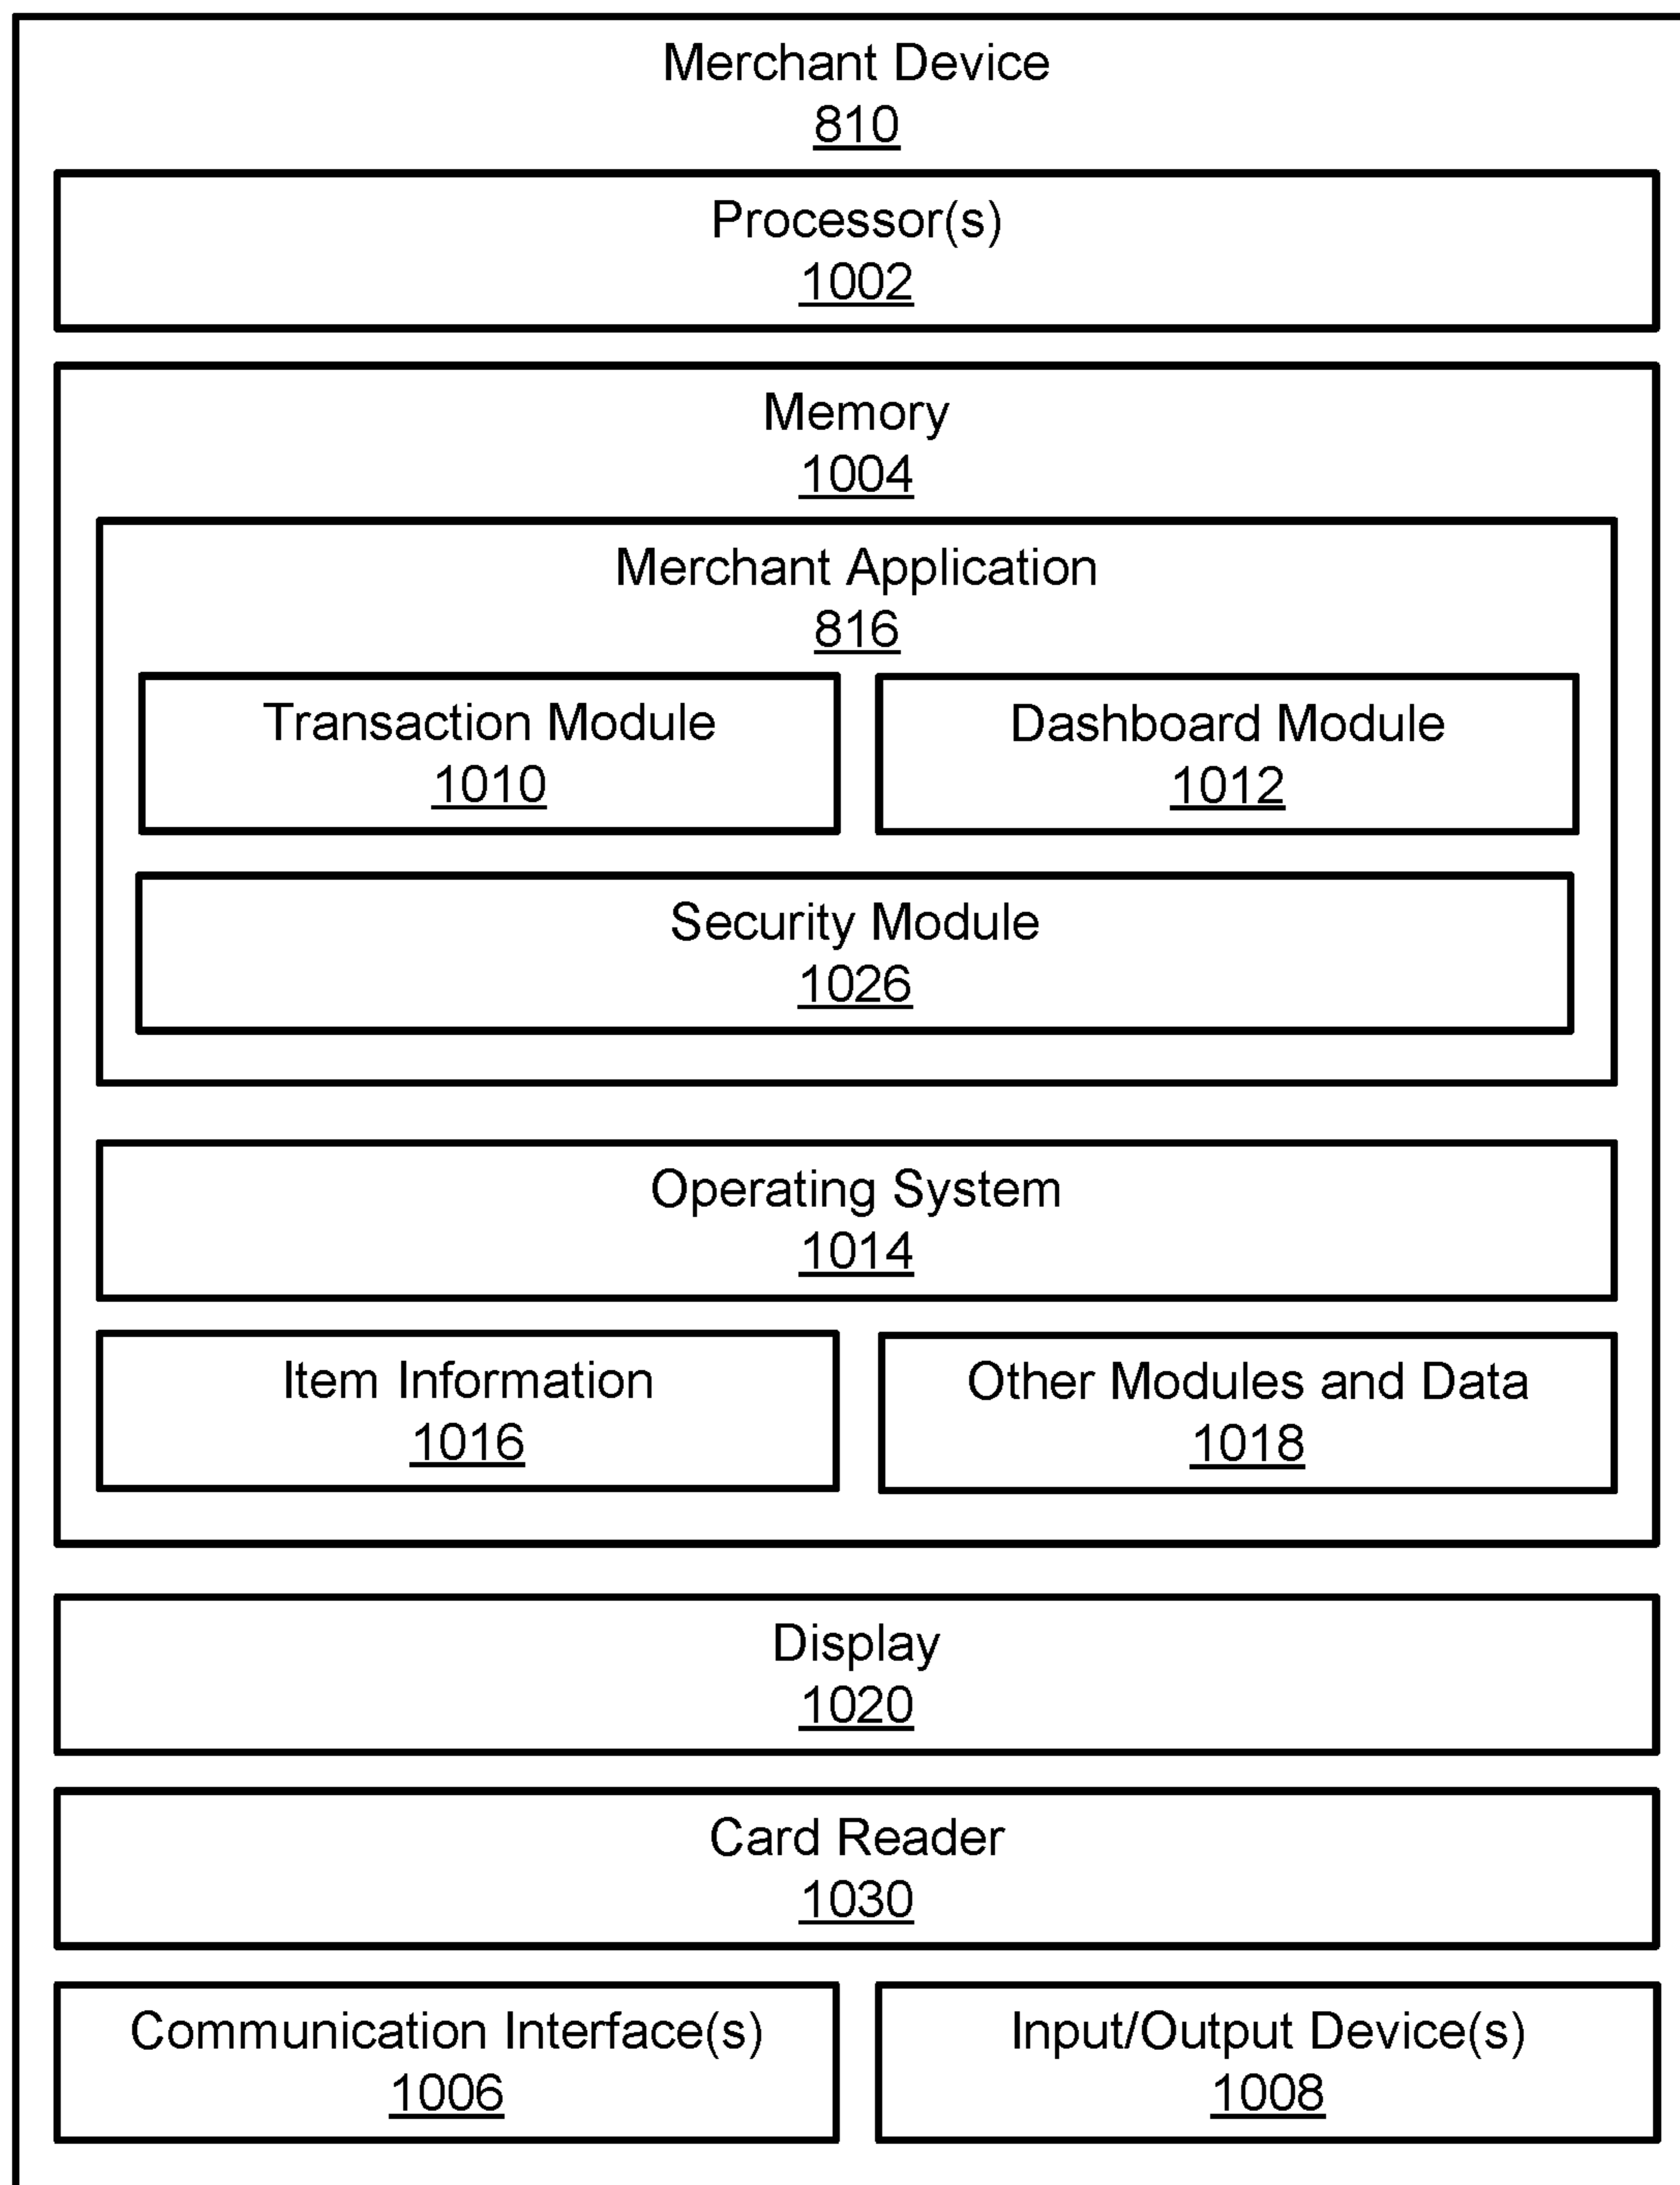 Merchant Device
810
Processor(s)
1002
Memory
1004
Merchant Application
816
Transaction Module
1010
Dashboard Module
1012
Security Module
1026
Operating System
1014
Item Information
1016
Other Modules and Data
1018
Display
1020
Card Reader
1030
Communication Interface(s)
1006
Input/Output Device(s)
1008